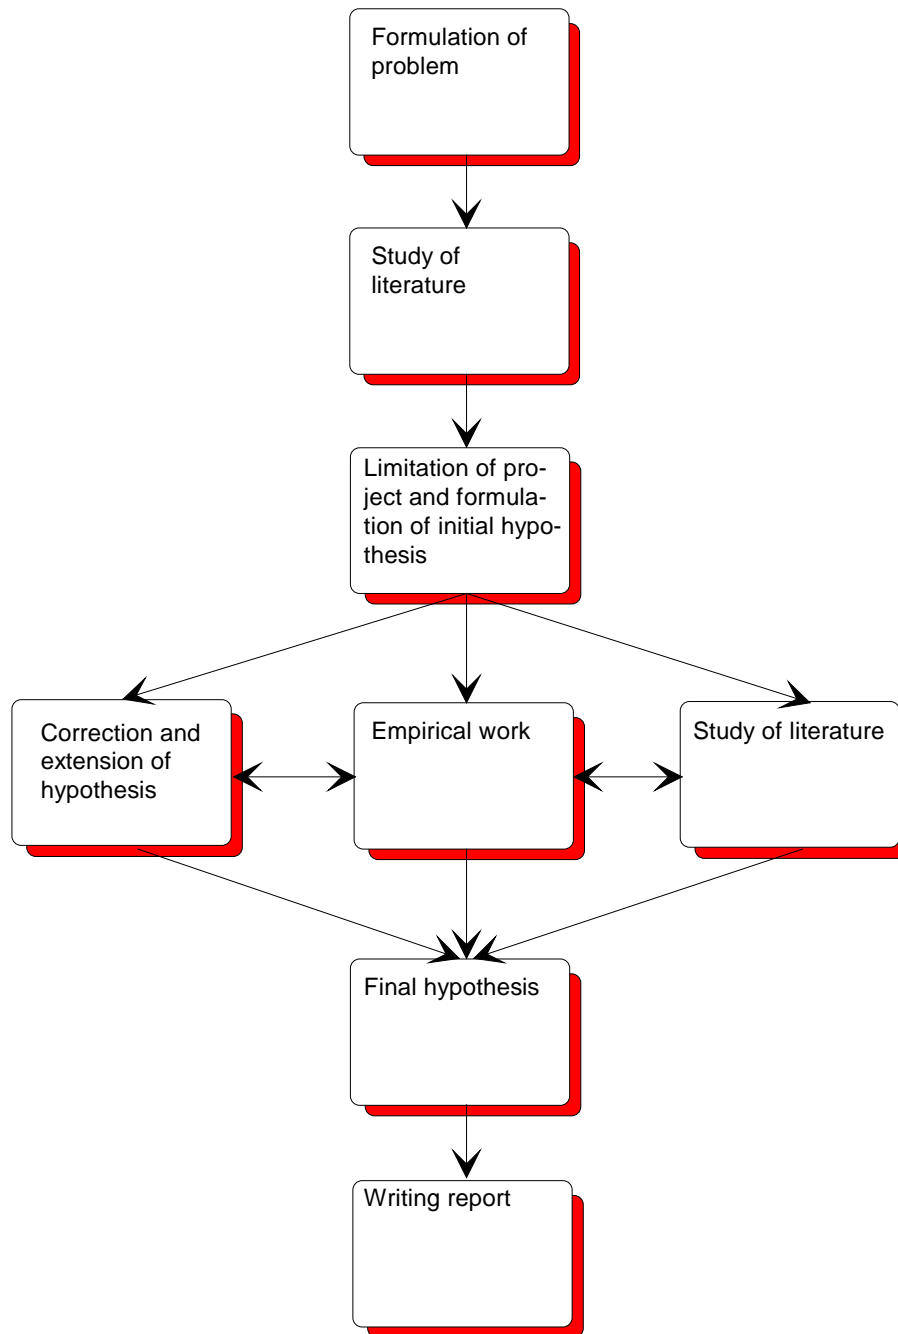 Formulation of
problem
Study of
literature
Limitation of pro-
ject and formula-
tion of initial hypo-
thesis
Correction and
extension of
hypothesis
Empirical work
Study of literature
Final hypothesis
Writing report